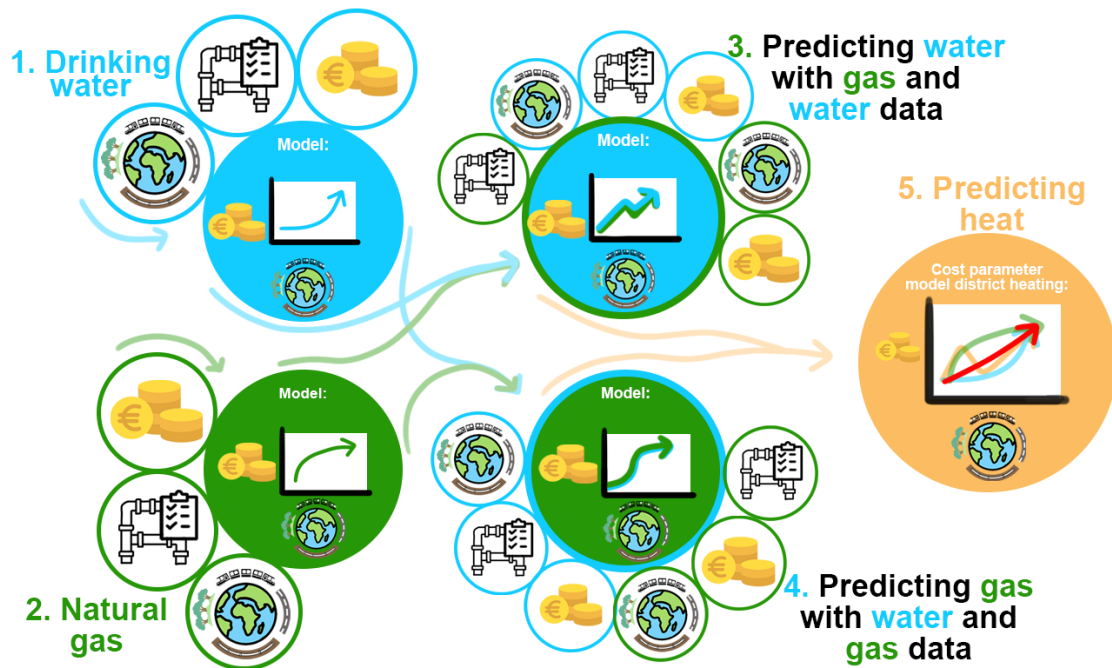 1. Drinking
water
Model:
3. Predicting water
with gas and
water data
Model:
5. Predicting
heat
Cost parameter
model district heating:
2. Natural
gas
Model:
Model:
4. Predicting gas
with water and
gas data